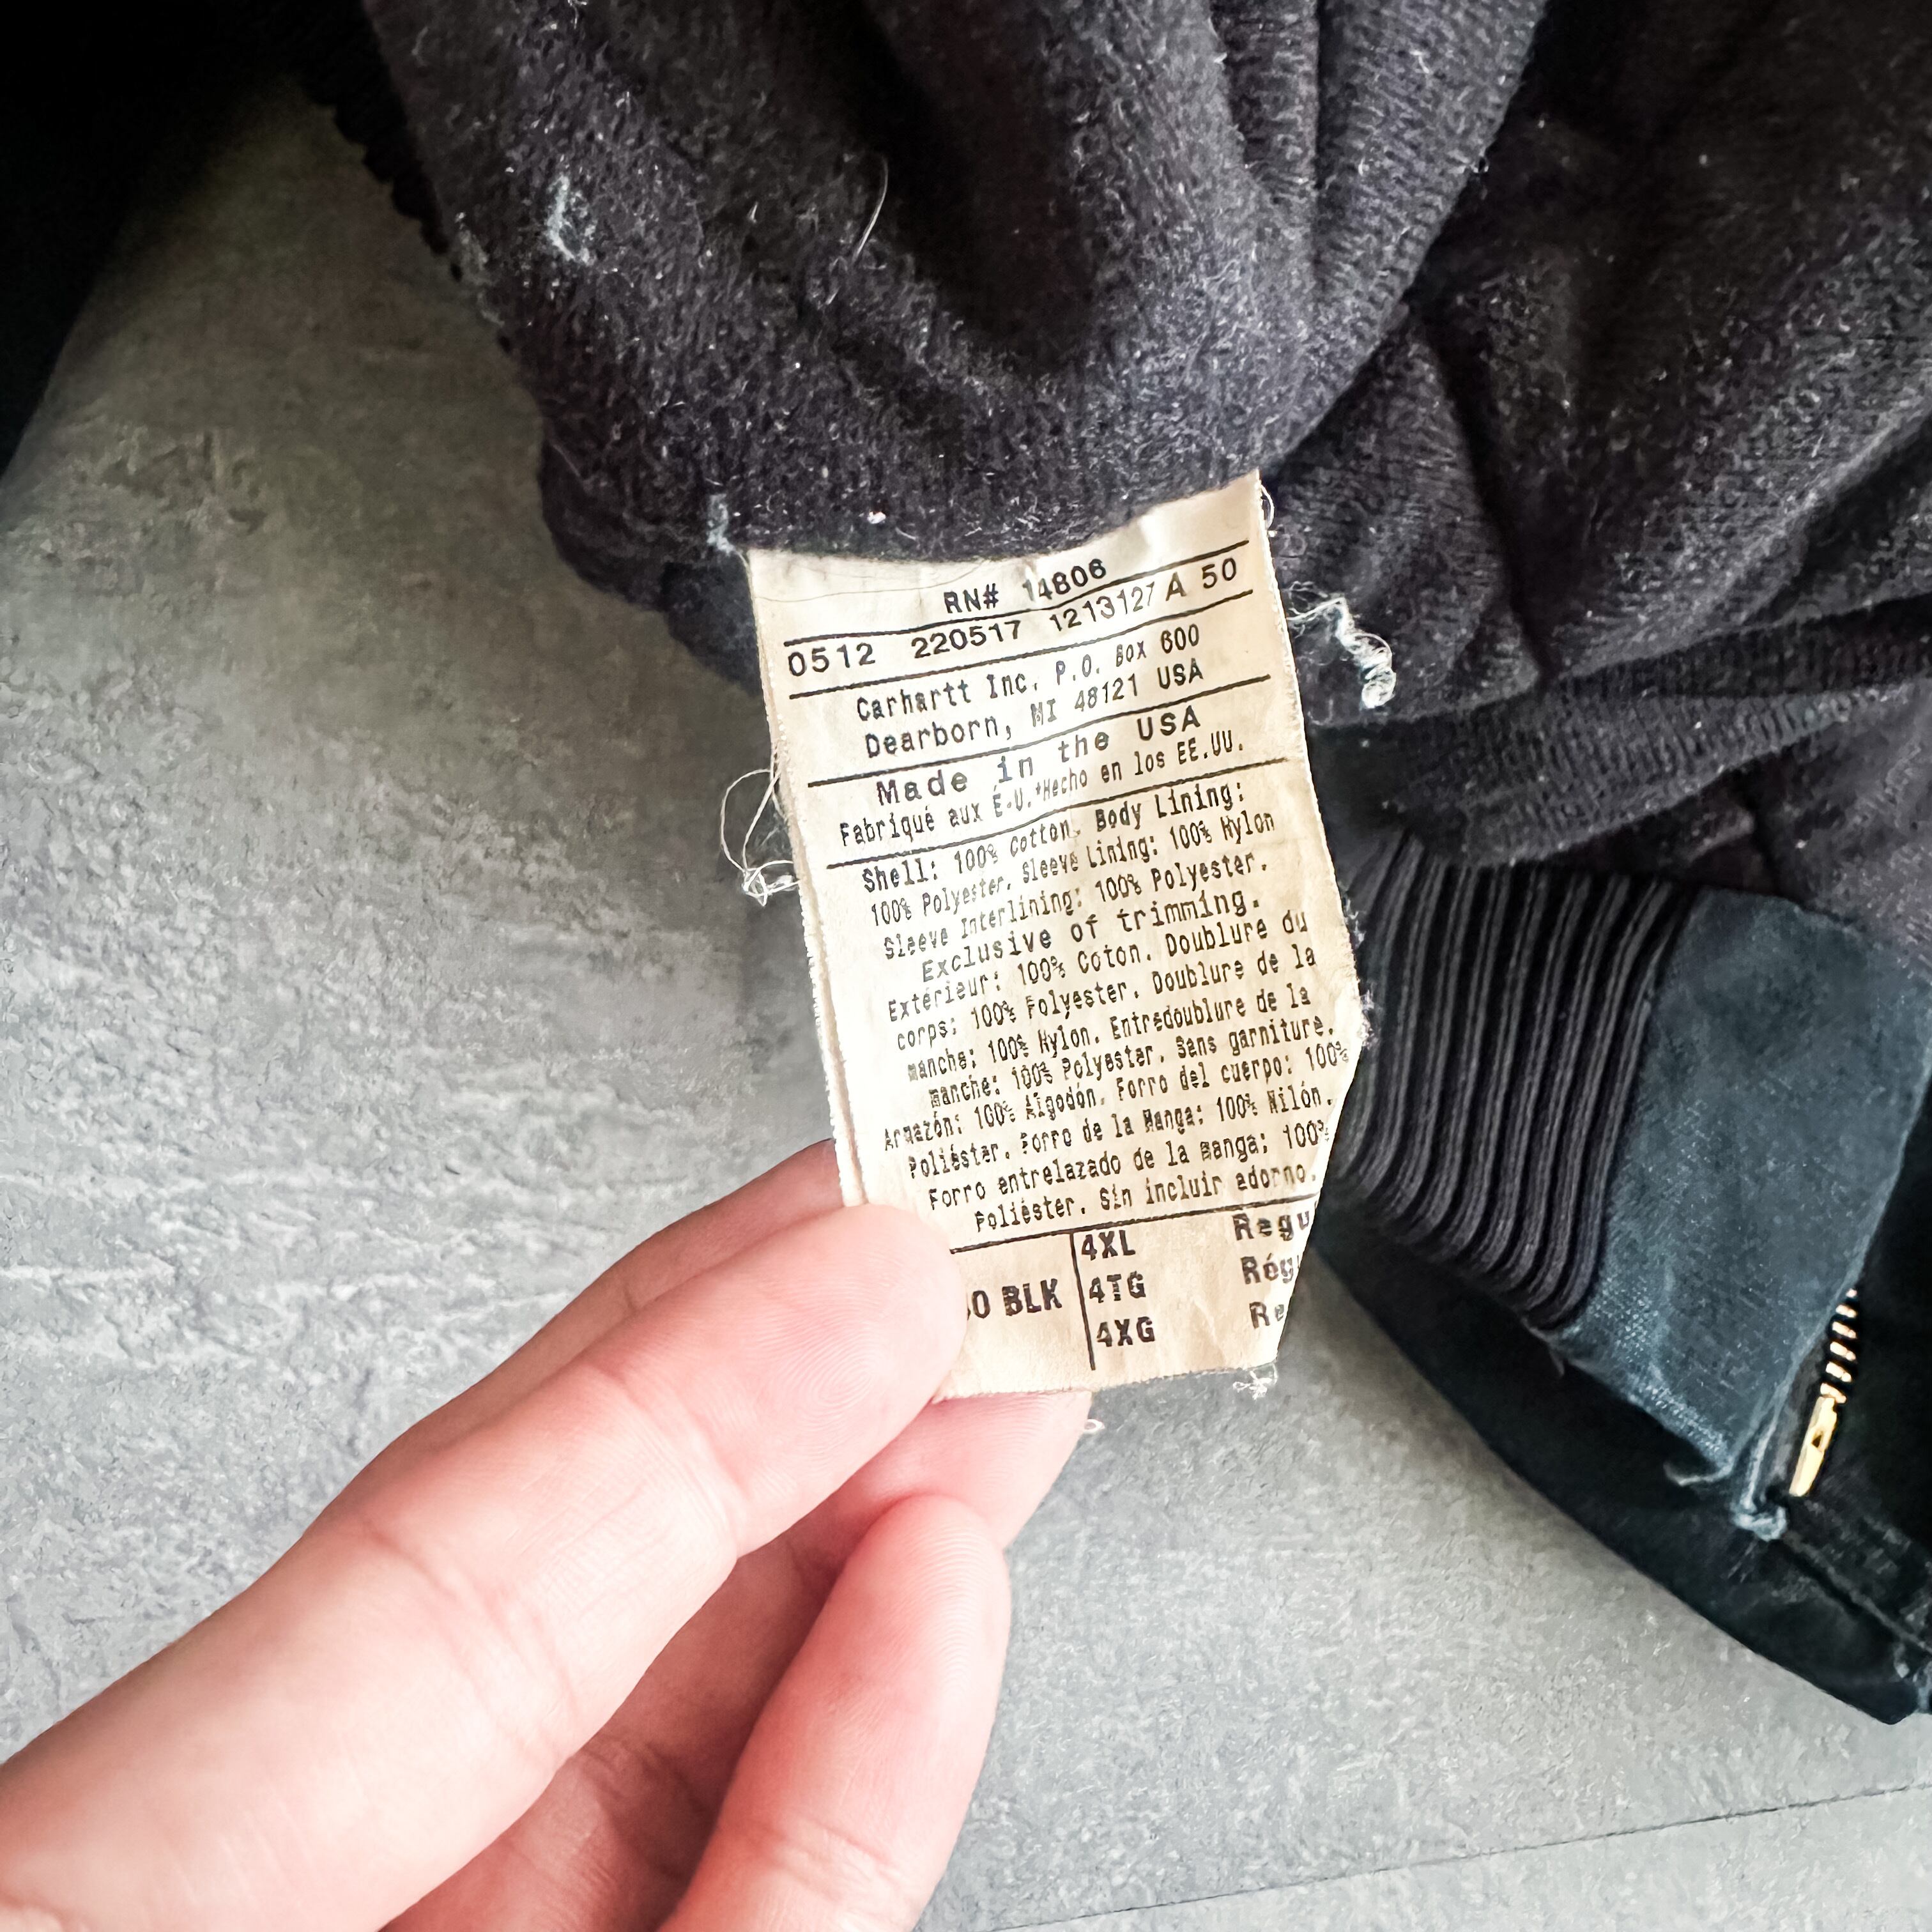 RN# 14806
0512 220517 1213127 A 50
Carhartt Inc. P.O. Box 600
Dearborn, MI 48121 USA
Made in the USA
Fabriqué aux É-U.*Hecho en los EE.UU.
Shell: 100% Cotton. Body Lining:
100% Polyester. Sleeve Lining: 100% Nylon
Sleeve Interlining: 100% Polyester.
Exclusive of trimming.
Extérieur: 100% Coton. Doublure du
corps: 100% Polyester. Doublure de la
manche: 100% Nylon. Entredoublure de la
manche: 100% Polyester. Sans garniture.
Armazón: 100% Algodón. Forro del cuerpo: 100%
Poliéster. Forro de la Manga: 100% Nilón.
Forro entrelazado de la manga: 100%
Poliéster. Sin incluir adorno.
4XL Regu
0 BLK 4TG Régu
4XG Re